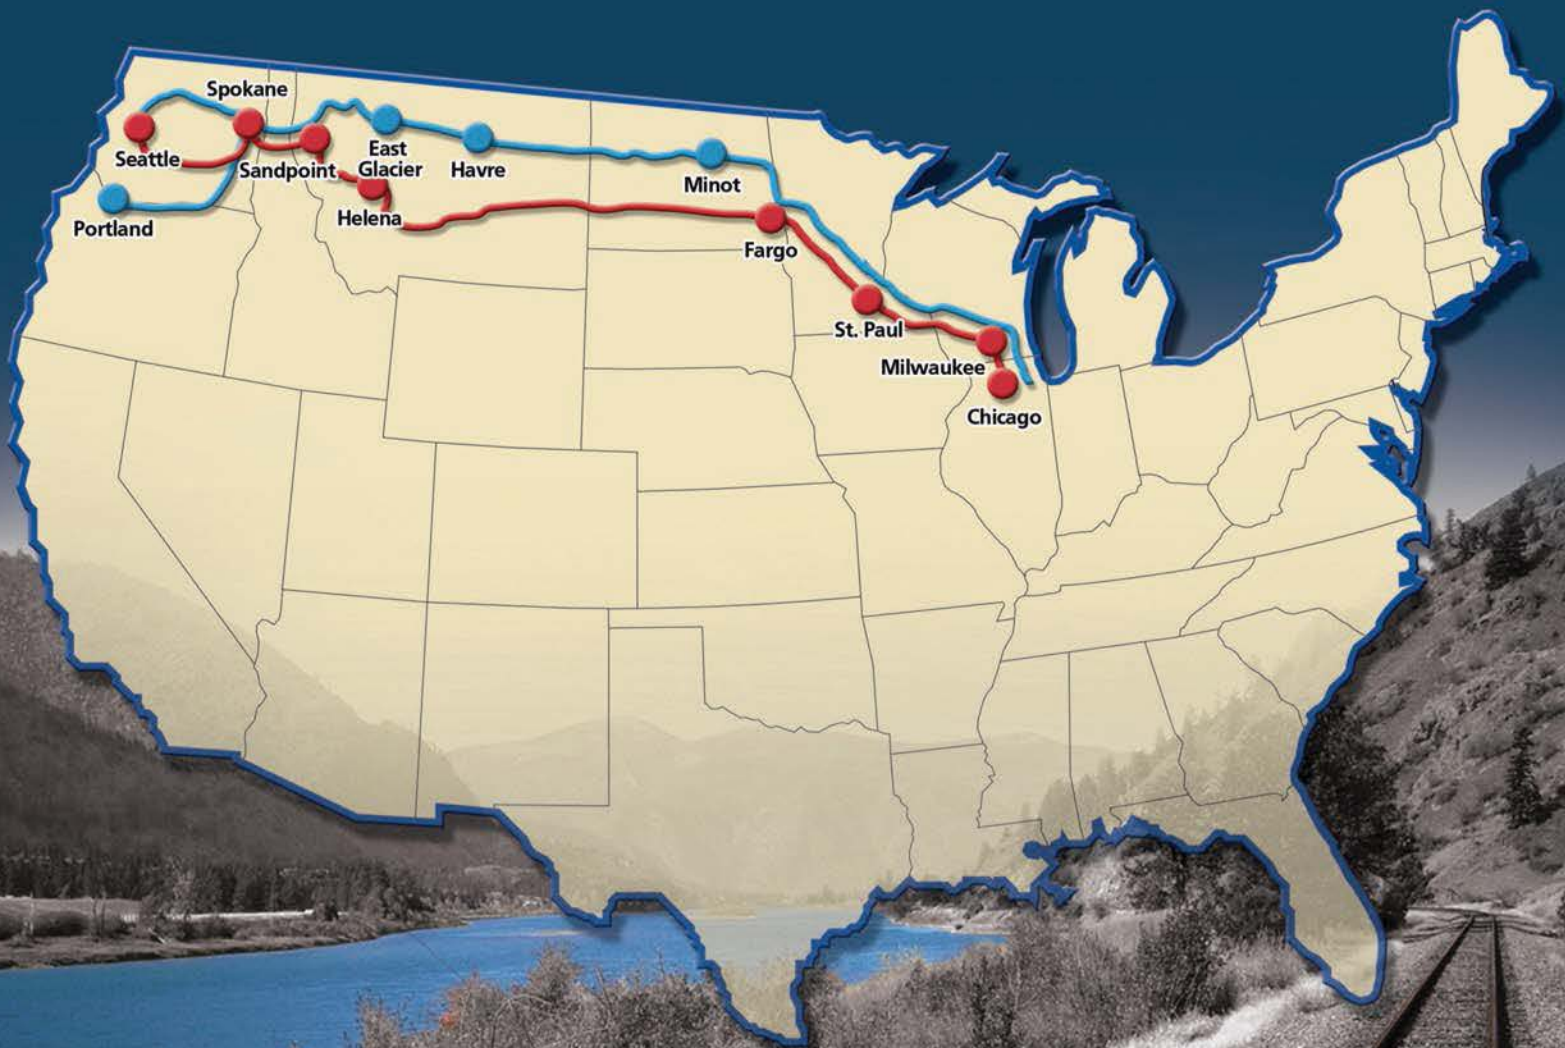 Spokane
Seattle
Sandpoint
East
Glacier
Havre
Minot
Portland
Helena
Fargo
St. Paul
Milwaukee
Chicago